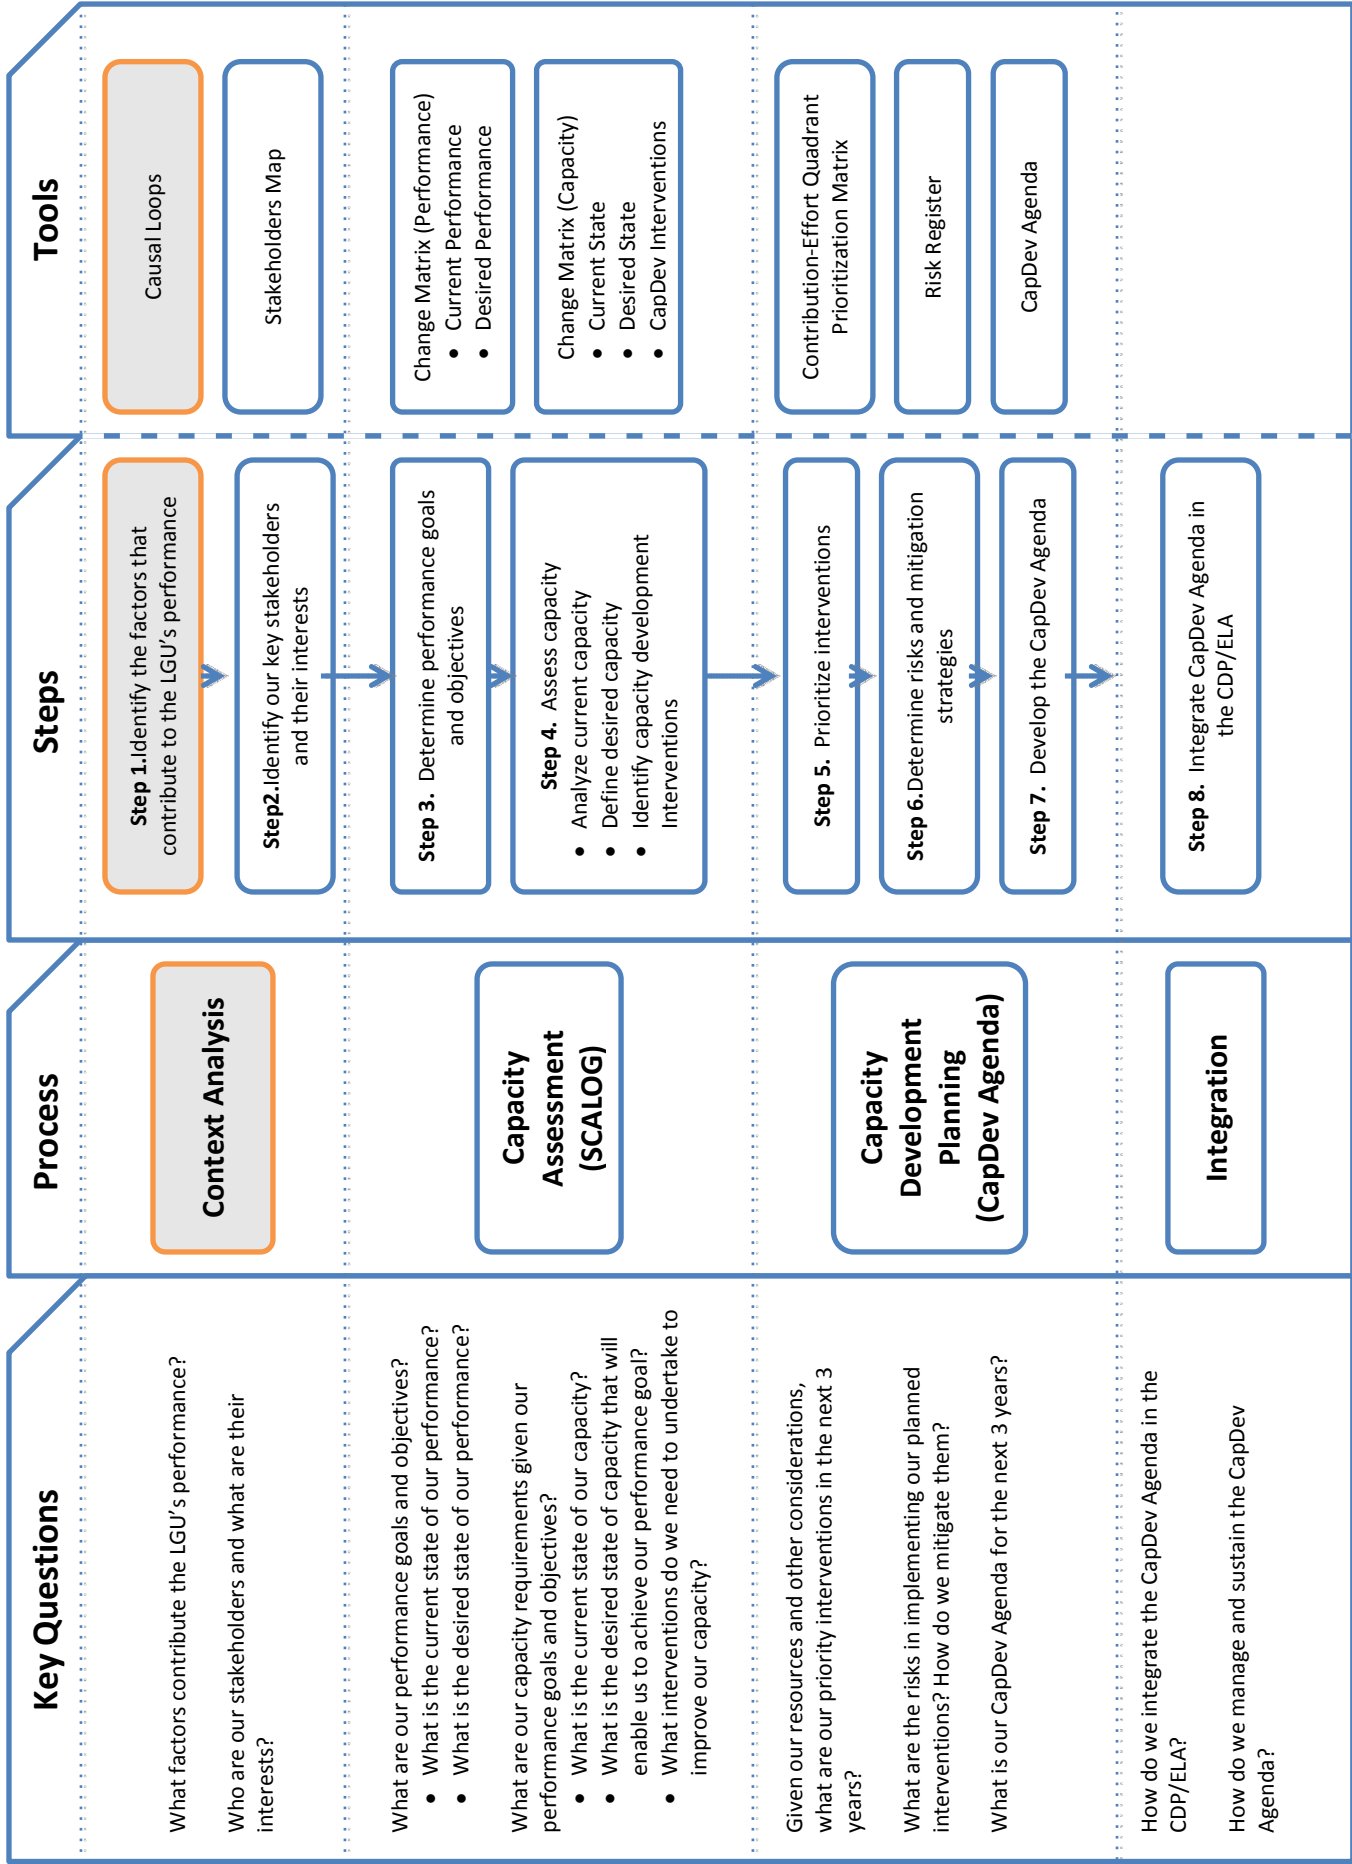 Key Questions
Process
Steps
Tools
What factors contribute the LGU's performance?
Who are our stakeholders and what are their
interests?
Context Analysis
Step 1.Identify the factors that
contribute to the LGU's performance
Step2.Identify our key stakeholders
and their interests
Causal Loops
Stakeholders Map
What are our performance goals and objectives?
• What is the current state of our performance?
• What is the desired state of our performance?
What are our capacity requirements given our
performance goals and objectives?
• What is the current state of our capacity?
• What is the desired state of capacity that will
enable us to achieve our performance goal?
• What interventions do we need to undertake to
improve our capacity?
Capacity
Assessment
(SCALOG)
Step 3. Determine performance goals
and objectives
Step 4. Assess capacity
• Analyze current capacity
• Define desired capacity
• Identify capacity development
Interventions
Change Matrix (Performance)
• Current Performance
• Desired Performance
Change Matrix (Capacity)
• Current State
• Desired State
• CapDev Interventions
Given our resources and other considerations,
what are our priority interventions in the next 3
years?
What are the risks in implementing our planned
interventions? How do we mitigate them?
What is our CapDev Agenda for the next 3 years?
Capacity
Development
Planning
(CapDev Agenda)
Step 5. Prioritize interventions
Step 6.Determine risks and mitigation
strategies
Step 7. Develop the CapDev Agenda
Contribution-Effort Quadrant
Prioritization Matrix
Risk Register
CapDev Agenda
How do we integrate the CapDev Agenda in the
CDP/ELA?
How do we manage and sustain the CapDev
Agenda?
Integration
Step 8. Integrate CapDev Agenda in
the CDP/ELA